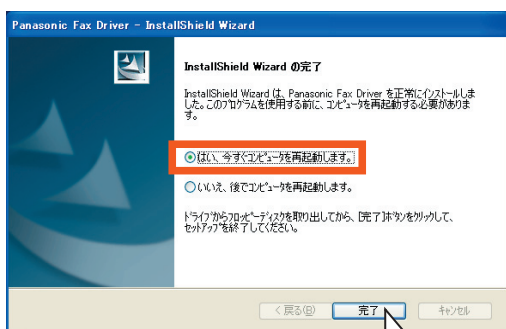 Panasonic Fax Driver - InstallShield Wizard
InstallShield Wizard の完了
InstallShield Wizard は、Panasonic Fax Driver を正常にインストールしま
した。このプログラムを使用する前に、コンピュータを再起動する必要がありま
す。
はい、今すぐコンピュータを再起動します。
いいえ、後でコンピュータを再起動します。
ドライブからフロッピーディスクを取り出してから、[完了]ボタンをクリックして、
セットアップを終了してください。
< 戻る(B)
完了
キャンセル